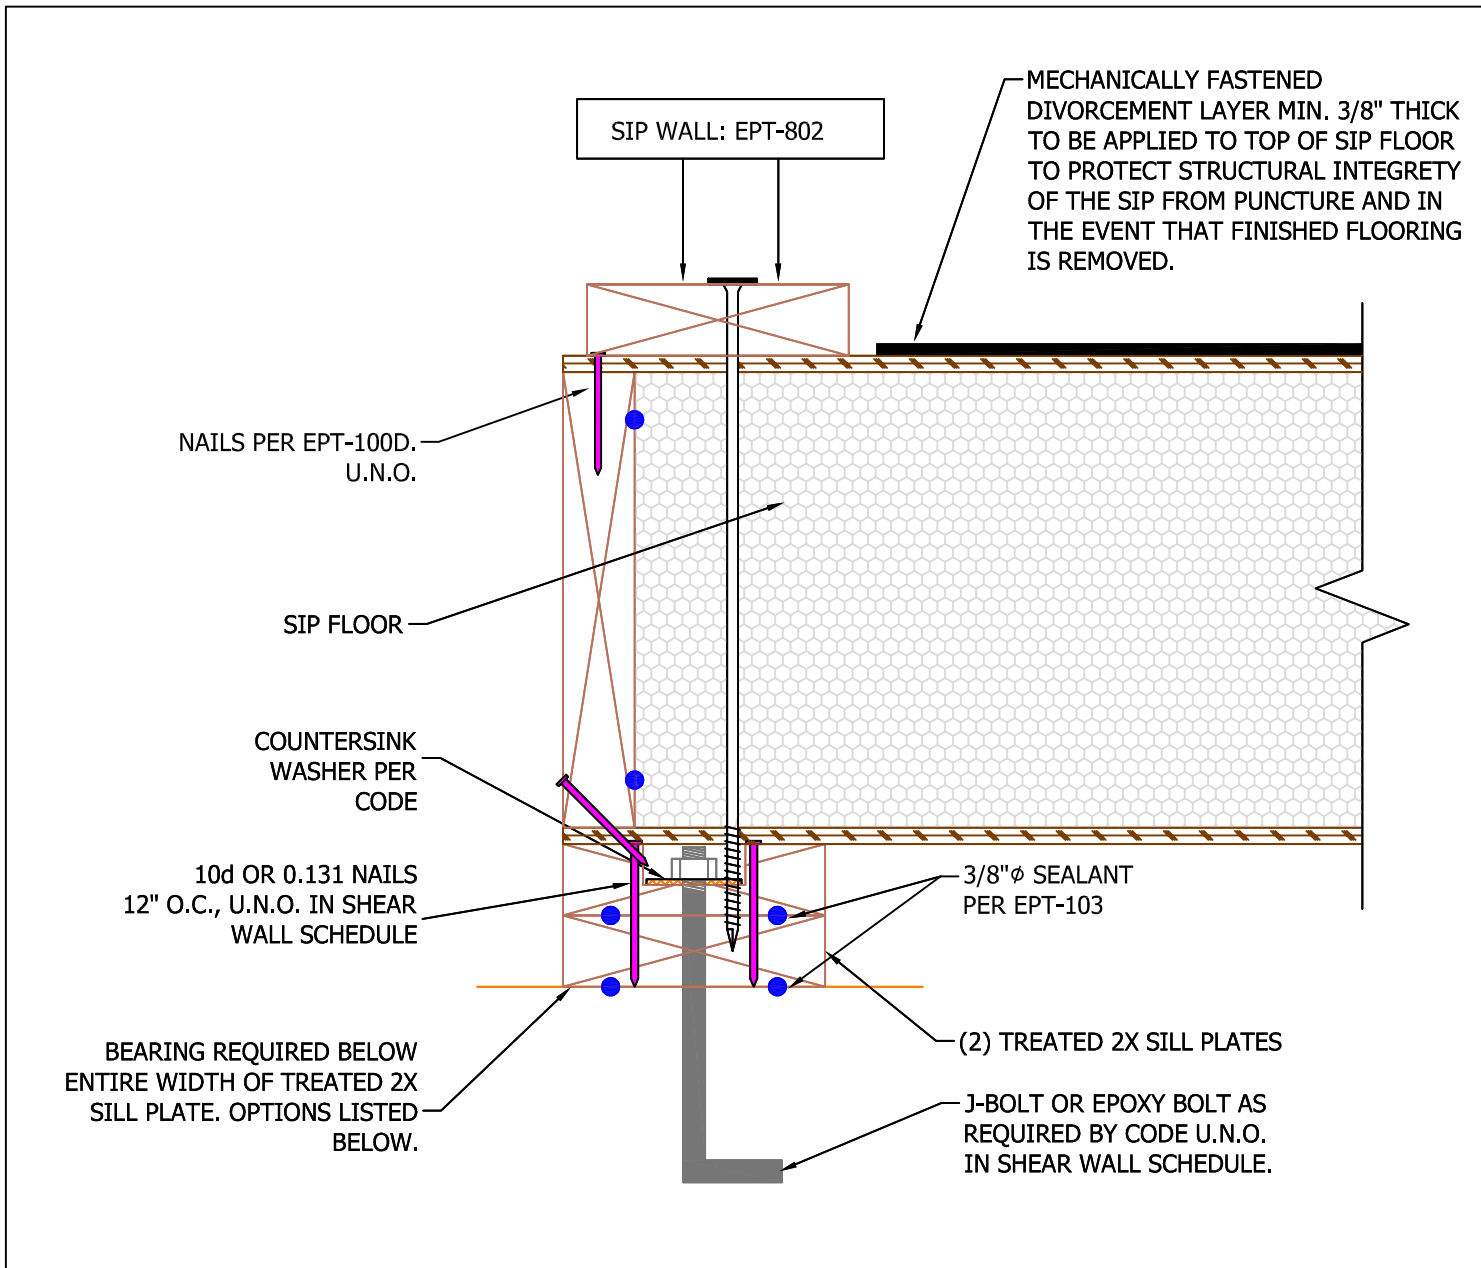 MECHANICALLY FASTENED
DIVORCEMENT LAYER MIN. 3/8" THICK
TO BE APPLIED TO TOP OF SIP FLOOR
TO PROTECT STRUCTURAL INTEGRETY
OF THE SIP FROM PUNCTURE AND IN
THE EVENT THAT FINISHED FLOORING
IS REMOVED.
SIP WALL: EPT-802
NAILS PER EPT-100D.
U.N.O.
SIP FLOOR
COUNTERSINK
WASHER PER
CODE
10d OR 0.131 NAILS
12" O.C., U.N.O. IN SHEAR
WALL SCHEDULE
3/8"⌀ SEALANT
PER EPT-103
BEARING REQUIRED BELOW
ENTIRE WIDTH OF TREATED 2X
SILL PLATE. OPTIONS LISTED
BELOW.
(2) TREATED 2X SILL PLATES
J-BOLT OR EPOXY BOLT AS
REQUIRED BY CODE U.N.O.
IN SHEAR WALL SCHEDULE.